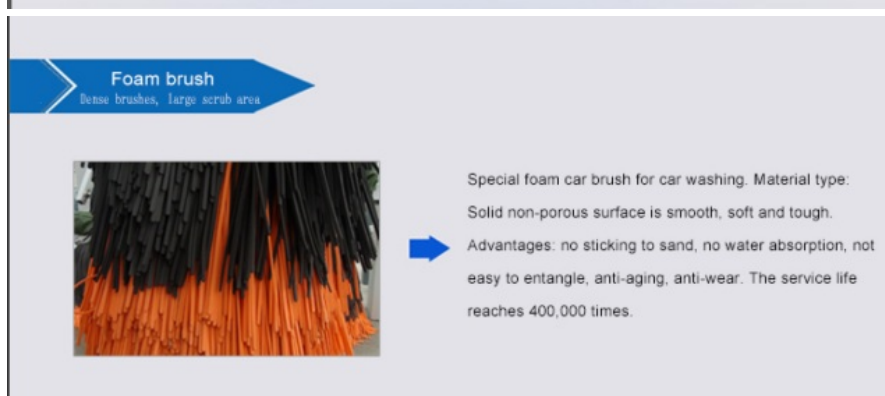 Foam brush
Dense brushes, large scrub area
Special foam car brush for car washing. Material type:
Solid non-porous surface is smooth, soft and tough.
Advantages: no sticking to sand, no water absorption, not
easy to entangle, anti-aging, anti-wear. The service life
reaches 400,000 times.